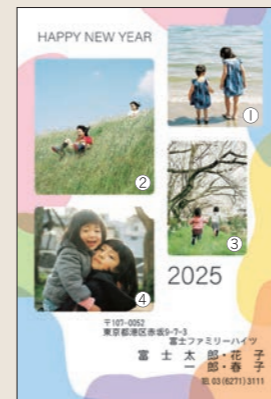 HAPPY NEW YEAR
①
②
③
④
2025
〒107-0052
東京都港区赤坂9-7-3
富士ファミリーハイツ
富士太郎・花子
一郎・春子
TEL 03(6271)3111